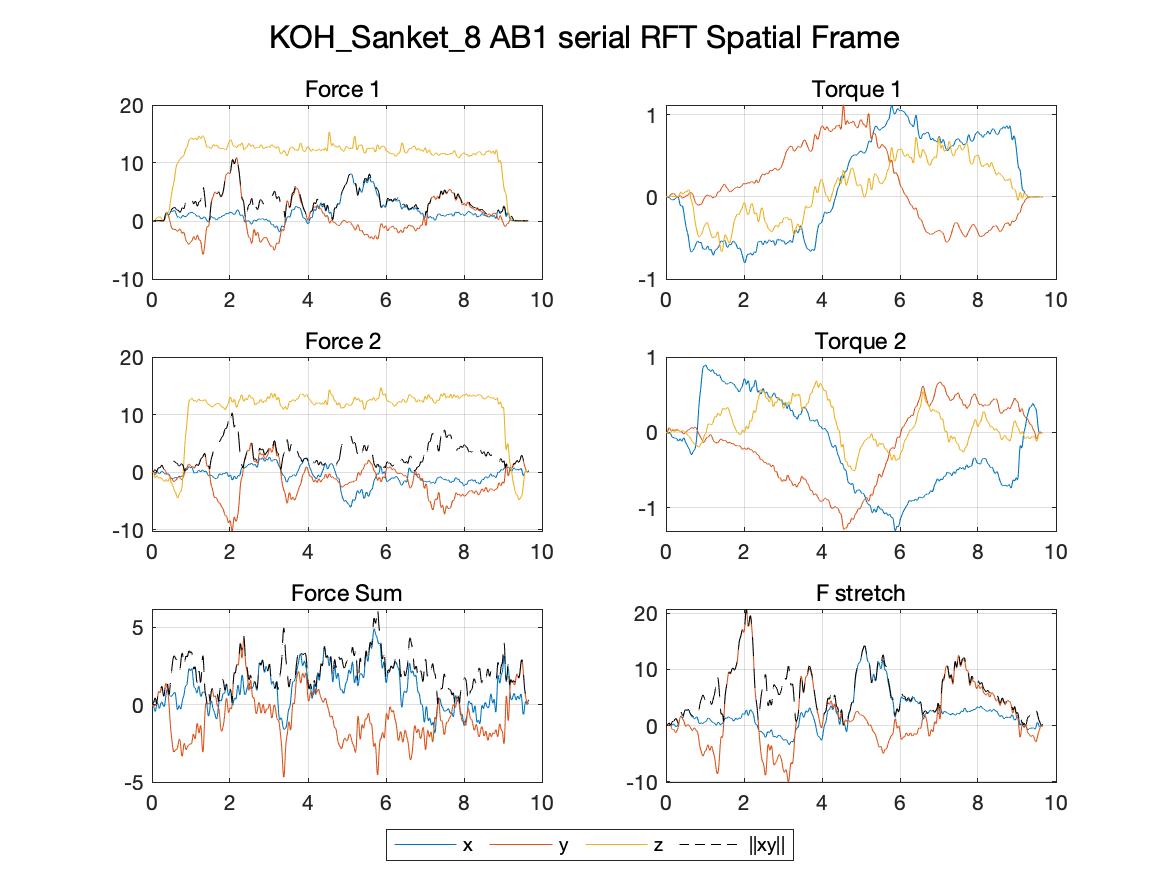 KOH_Sanket_8 AB1 serial RFT Spatial Frame
Force 1
20
10
0
-10
0 2 4 6 8 10
Torque 1
1
0
-1
0 2 4 6 8 10
Force 2
20
10
0
-10
0 2 4 6 8 10
Torque 2
1
0
-1
0 2 4 6 8 10
Force Sum
5
0
-5
0 2 4 6 8 10
F stretch
20
10
0
-10
0 2 4 6 8 10
x y z ||xy||